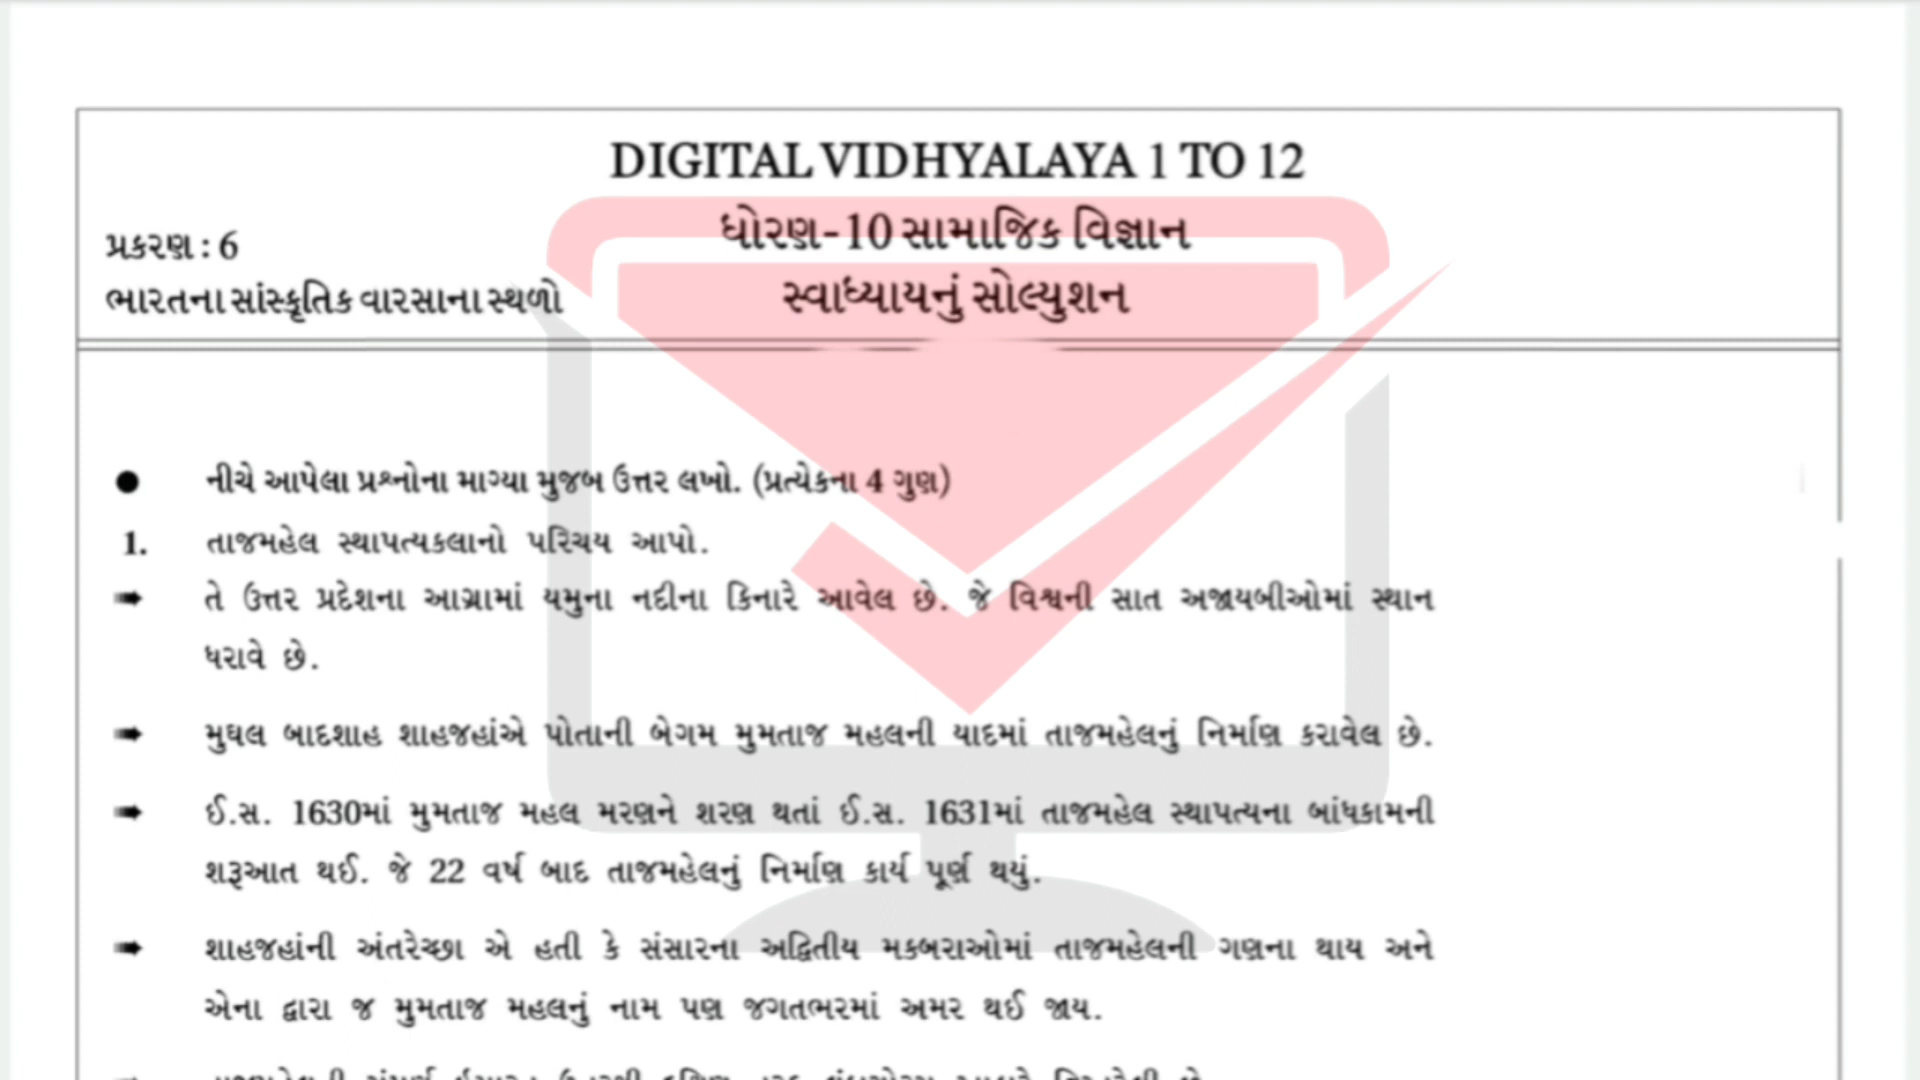 DIGITAL VIDHYALAYA 1 TO 12
ધોરણ-10 સામાજિક વિજ્ઞાન
પ્રકરણ : 6
સ્વાધ્યાયનું સોલ્યુશન
ભારતના સાંસ્કૃતિક વારસાના સ્થળો
● નીચે આપેલા પ્રશ્નોના માગ્યા મુજબ ઉત્તર લખો. (પ્રત્યેકના 4 ગુણ)
1. તાજમહેલ સ્થાપત્યકલાનો પરિચય આપો.
➡ તે ઉત્તર પ્રદેશના આગ્રામાં યમુના નદીના કિનારે આવેલ છે. જે વિશ્વની સાત અજાયબીઓમાં સ્થાન
ધરાવે છે.
➡ મુઘલ બાદશાહ શાહજહાંએ પોતાની બેગમ મુમતાજ મહલની યાદમાં તાજમહેલનું નિર્માણ કરાવેલ છે.
➡ ઈ.સ. 1630માં મુમતાજ મહલ મરણને શરણ થતાં ઈ.સ. 1631માં તાજમહેલ સ્થાપત્યના બાંધકામની
શરૂઆત થઈ. જે 22 વર્ષ બાદ તાજમહેલનું નિર્માણ કાર્ય પૂર્ણ થયું.
➡ શાહજહાંની અંતરેચ્છા એ હતી કે સંસારના અદ્વિતીય મકબરાઓમાં તાજમહેલની ગણના થાય અને
એના દ્વારા જ મુમતાજ મહલનું નામ પણ જગતભરમાં અમર થઈ જાય.